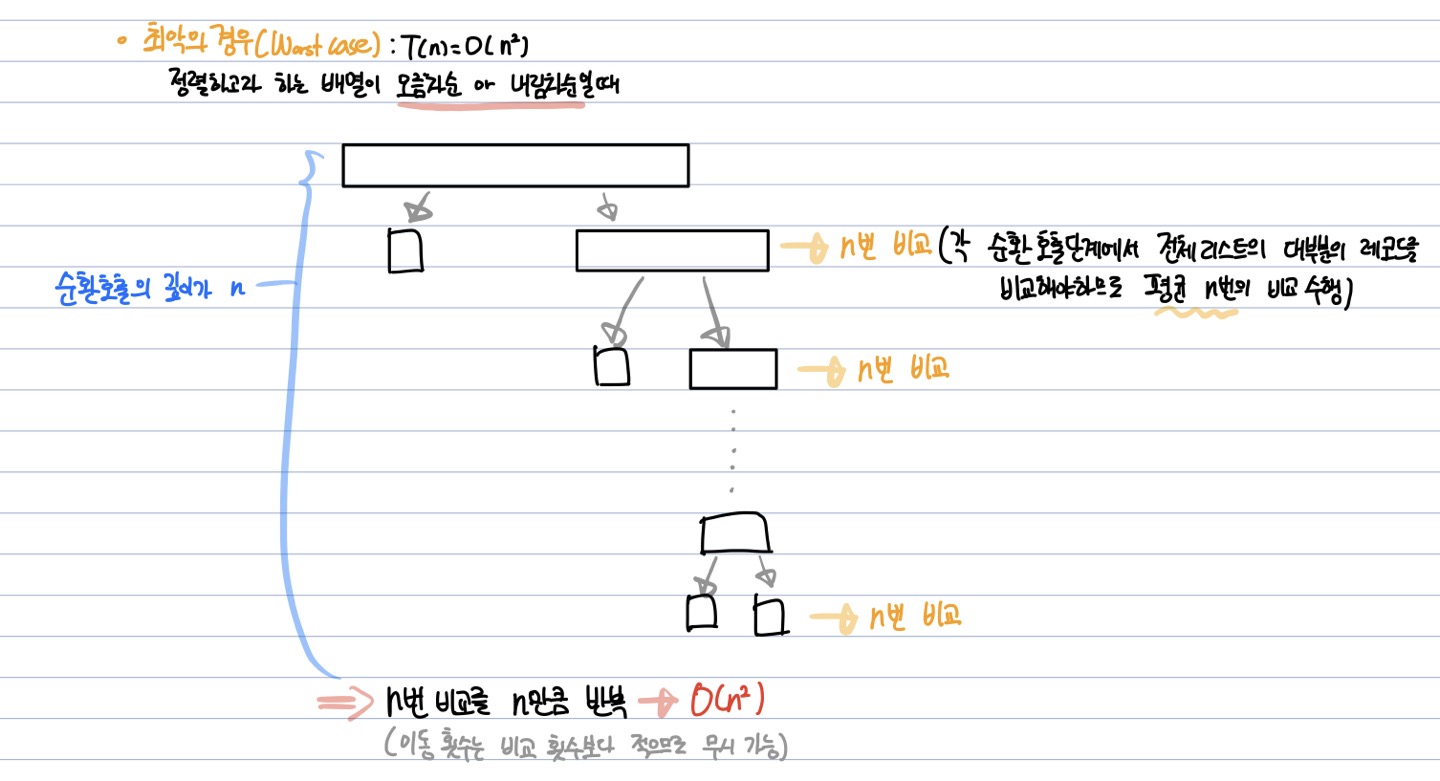 • 최악의 경우(Worst case) : T(n) = O(n²)
정렬하고자 하는 배열이 오름차순 or 내림차순일때
n번 비교 (각 순환호출단계에서 전체리스트의 대부분의 레코드를
비교해야하므로 평균 n번의 비교 수행)
순환호출의 깊이가 n
n번 비교
n번 비교
⇒ n번 비교를 n만큼 반복 → O(n²)
(이동 횟수는 비교 횟수보다 적으므로 무시 가능)